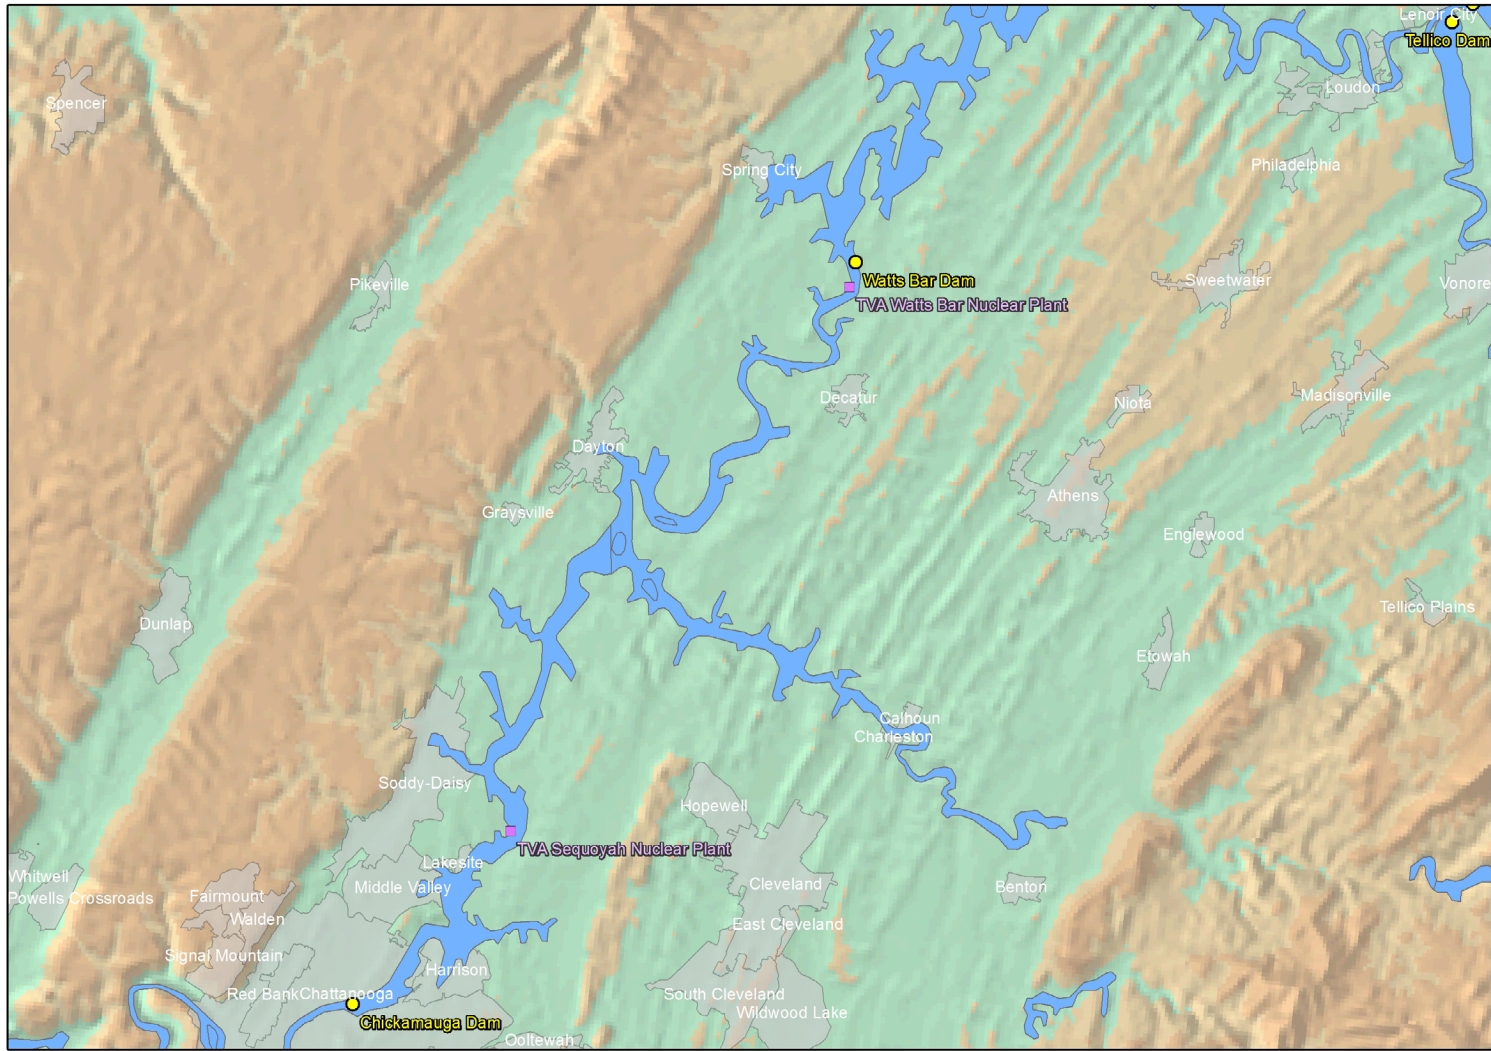 Lenoir City
Tellico Dam
Loudon
Spencer
Philadelphia
Spring City
Watts Bar Dam
Sweetwater
Pikeville
Vonore
TVA Watts Bar Nuclear Plant
Decatur
Niota
Madisonville
Dayton
Athens
Graysville
Englewood
Tellico Plains
Dunlap
Etowah
Calhoun
Charleston
Soddy-Daisy
Hopewell
TVA Sequoyah Nuclear Plant
Lakesite
Whitwell
Middle Valley
Cleveland
Benton
Powells Crossroads
Fairmount
Walden
East Cleveland
Signal Mountain
Harrison
Red Bank
Chattanooga
South Cleveland
Wildwood Lake
Chickamauga Dam
Ooltewah